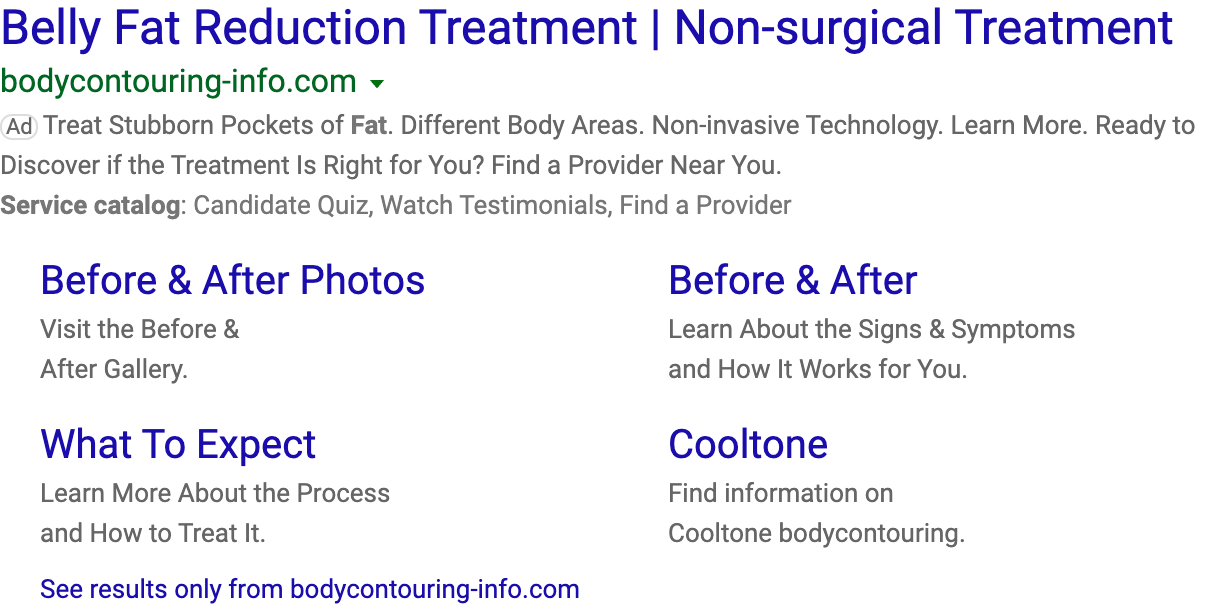 Belly Fat Reduction Treatment | Non-surgical Treatment
bodycontouring-info.com
Ad Treat Stubborn Pockets of Fat. Different Body Areas. Non-invasive Technology. Learn More. Ready to
Discover if the Treatment Is Right for You? Find a Provider Near You.
Service catalog: Candidate Quiz, Watch Testimonials, Find a Provider
Before & After Photos
Visit the Before &
After Gallery.
Before & After
Learn About the Signs & Symptoms
and How It Works for You.
What To Expect
Learn More About the Process
and How to Treat It.
Cooltone
Find information on
Cooltone bodycontouring.
See results only from bodycontouring-info.com